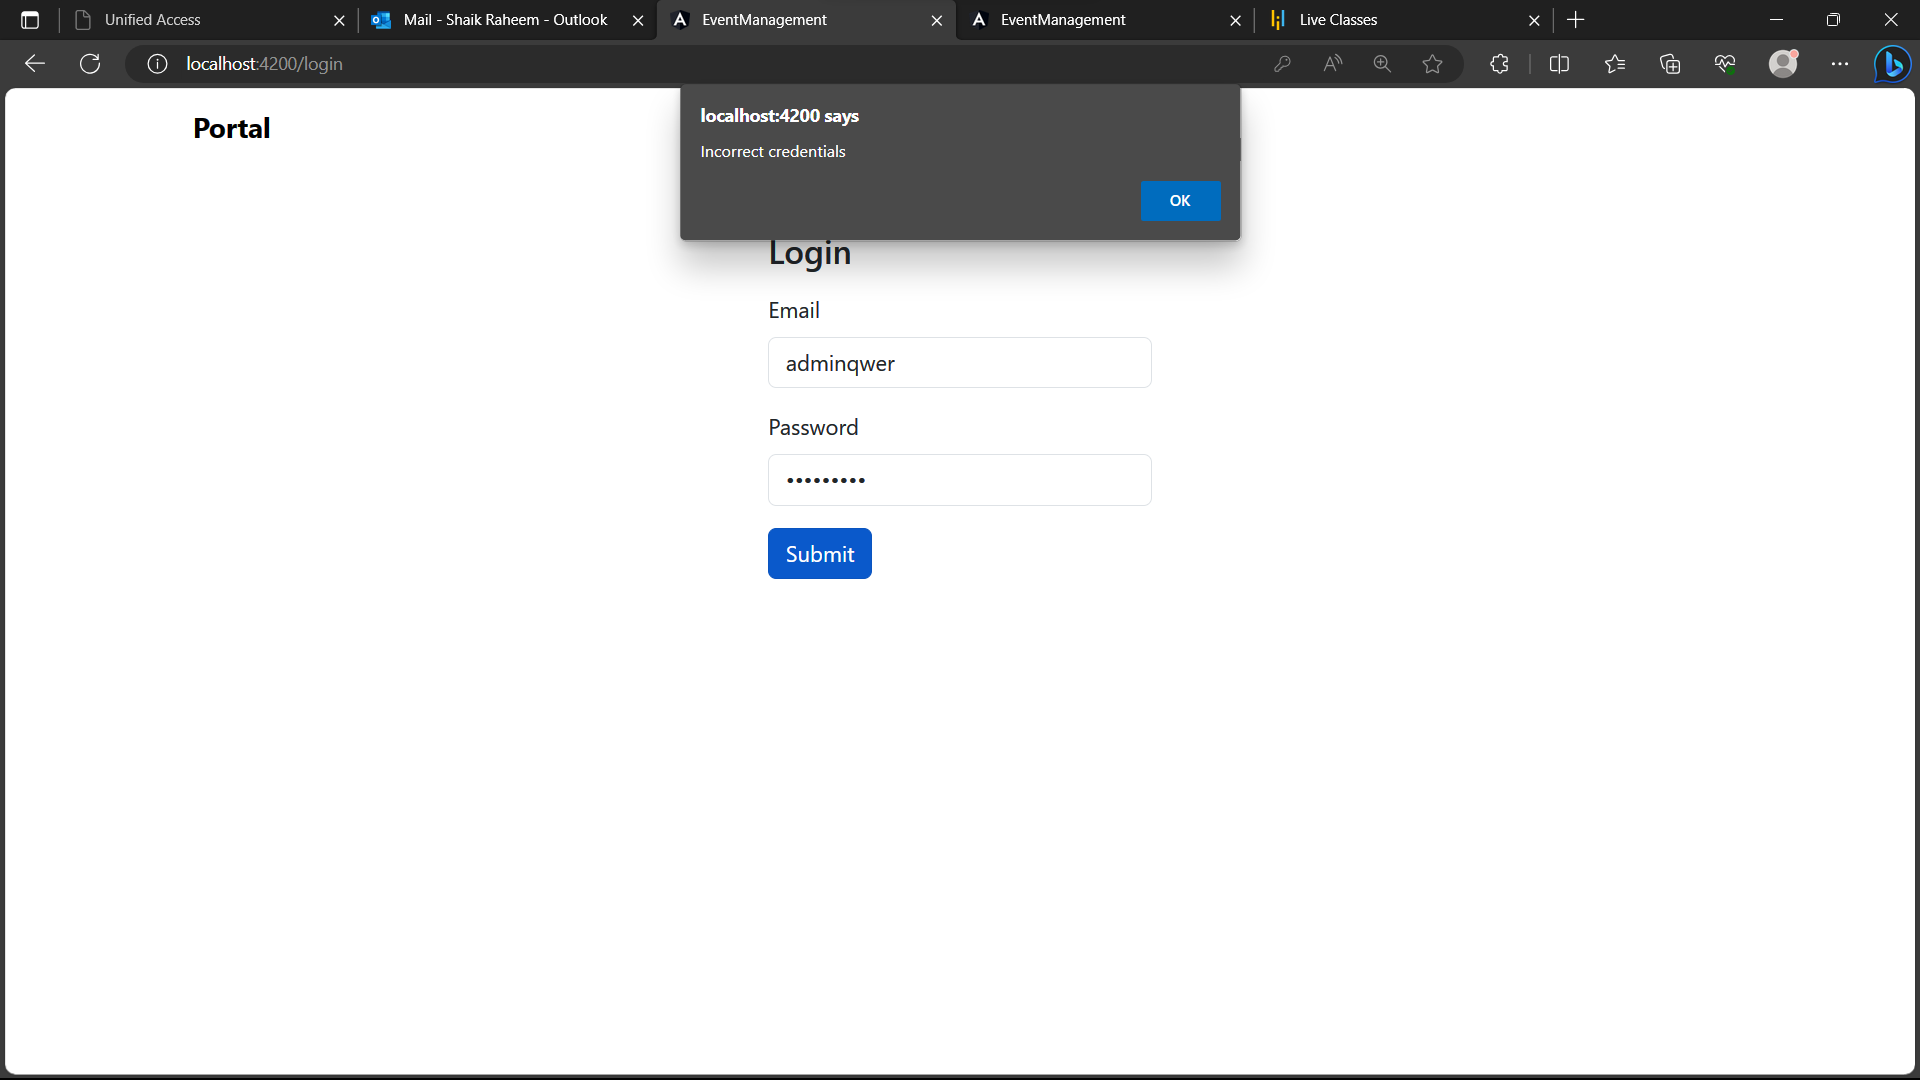 Unified Access
Mail - Shaik Raheem - Outlook
EventManagement
EventManagement
Live Classes
localhost:4200/login
Portal
localhost:4200 says
Incorrect credentials
OK
Login
Email
adminqwer
Password
•••••••••
Submit